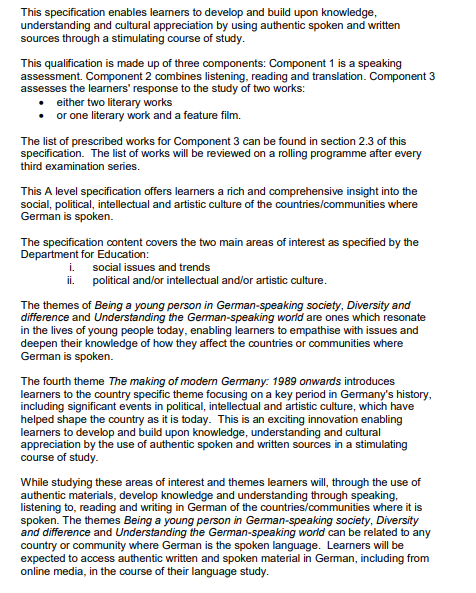 This specification enables learners to develop and build upon knowledge,
understanding and cultural appreciation by using authentic spoken and written
sources through a stimulating course of study.
This qualification is made up of three components: Component 1 is a speaking
assessment. Component 2 combines listening, reading and translation. Component 3
assesses the learners' response to the study of two works:
• either two literary works
• or one literary work and a feature film.
The list of prescribed works for Component 3 can be found in section 2.3 of this
specification. The list of works will be reviewed on a rolling programme after every
third examination series.
This A level specification offers learners a rich and comprehensive insight into the
social, political, intellectual and artistic culture of the countries/communities where
German is spoken.
The specification content covers the two main areas of interest as specified by the
Department for Education:
i. social issues and trends
ii. political and/or intellectual and/or artistic culture.
The themes of Being a young person in German-speaking society, Diversity and
difference and Understanding the German-speaking world are ones which resonate
in the lives of young people today, enabling learners to empathise with issues and
deepen their knowledge of how they affect the countries or communities where
German is spoken.
The fourth theme The making of modern Germany: 1989 onwards introduces
learners to the country specific theme focusing on a key period in Germany's history,
including significant events in political, intellectual and artistic culture, which have
helped shape the country as it is today. This is an exciting innovation enabling
learners to develop and build upon knowledge, understanding and cultural
appreciation by the use of authentic spoken and written sources in a stimulating
course of study.
While studying these areas of interest and themes learners will, through the use of
authentic materials, develop knowledge and understanding through speaking,
listening to, reading and writing in German of the countries/communities where it is
spoken. The themes Being a young person in German-speaking society, Diversity
and difference and Understanding the German-speaking world can be related to any
country or community where German is the spoken language. Learners will be
expected to access authentic written and spoken material in German, including from
online media, in the course of their language study.